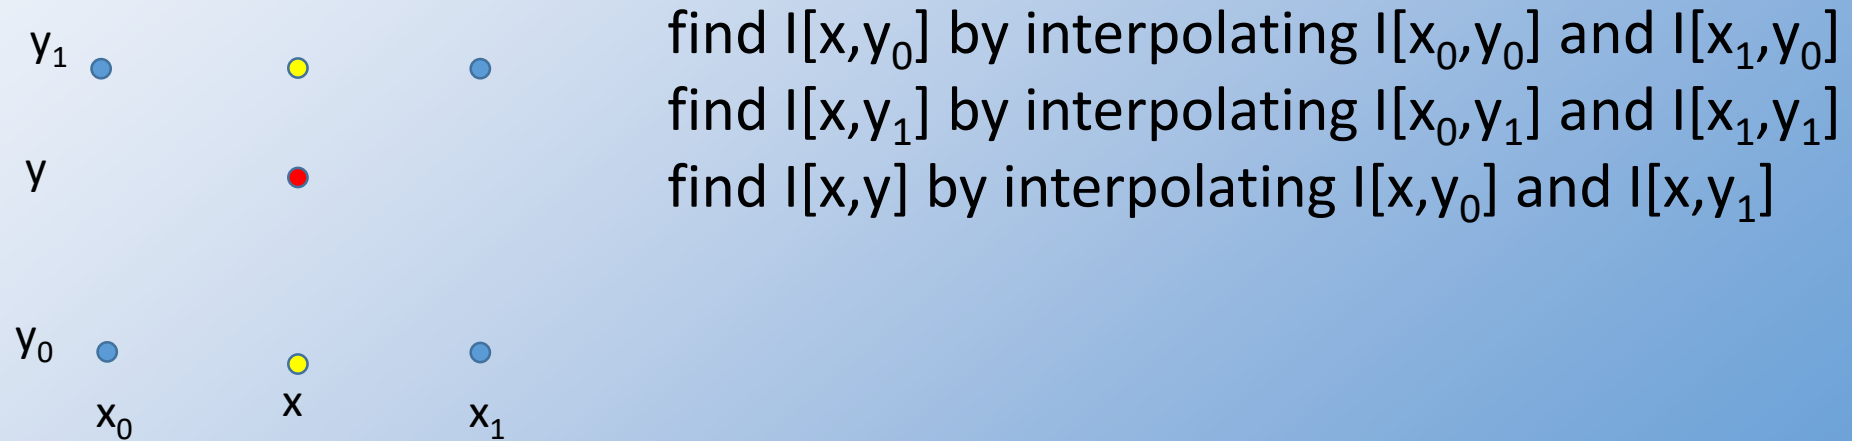 y₁
y
y₀
x₀ x x₁
find I[x,y₀] by interpolating I[x₀,y₀] and I[x₁,y₀]
find I[x,y₁] by interpolating I[x₀,y₁] and I[x₁,y₁]
find I[x,y] by interpolating I[x,y₀] and I[x,y₁]